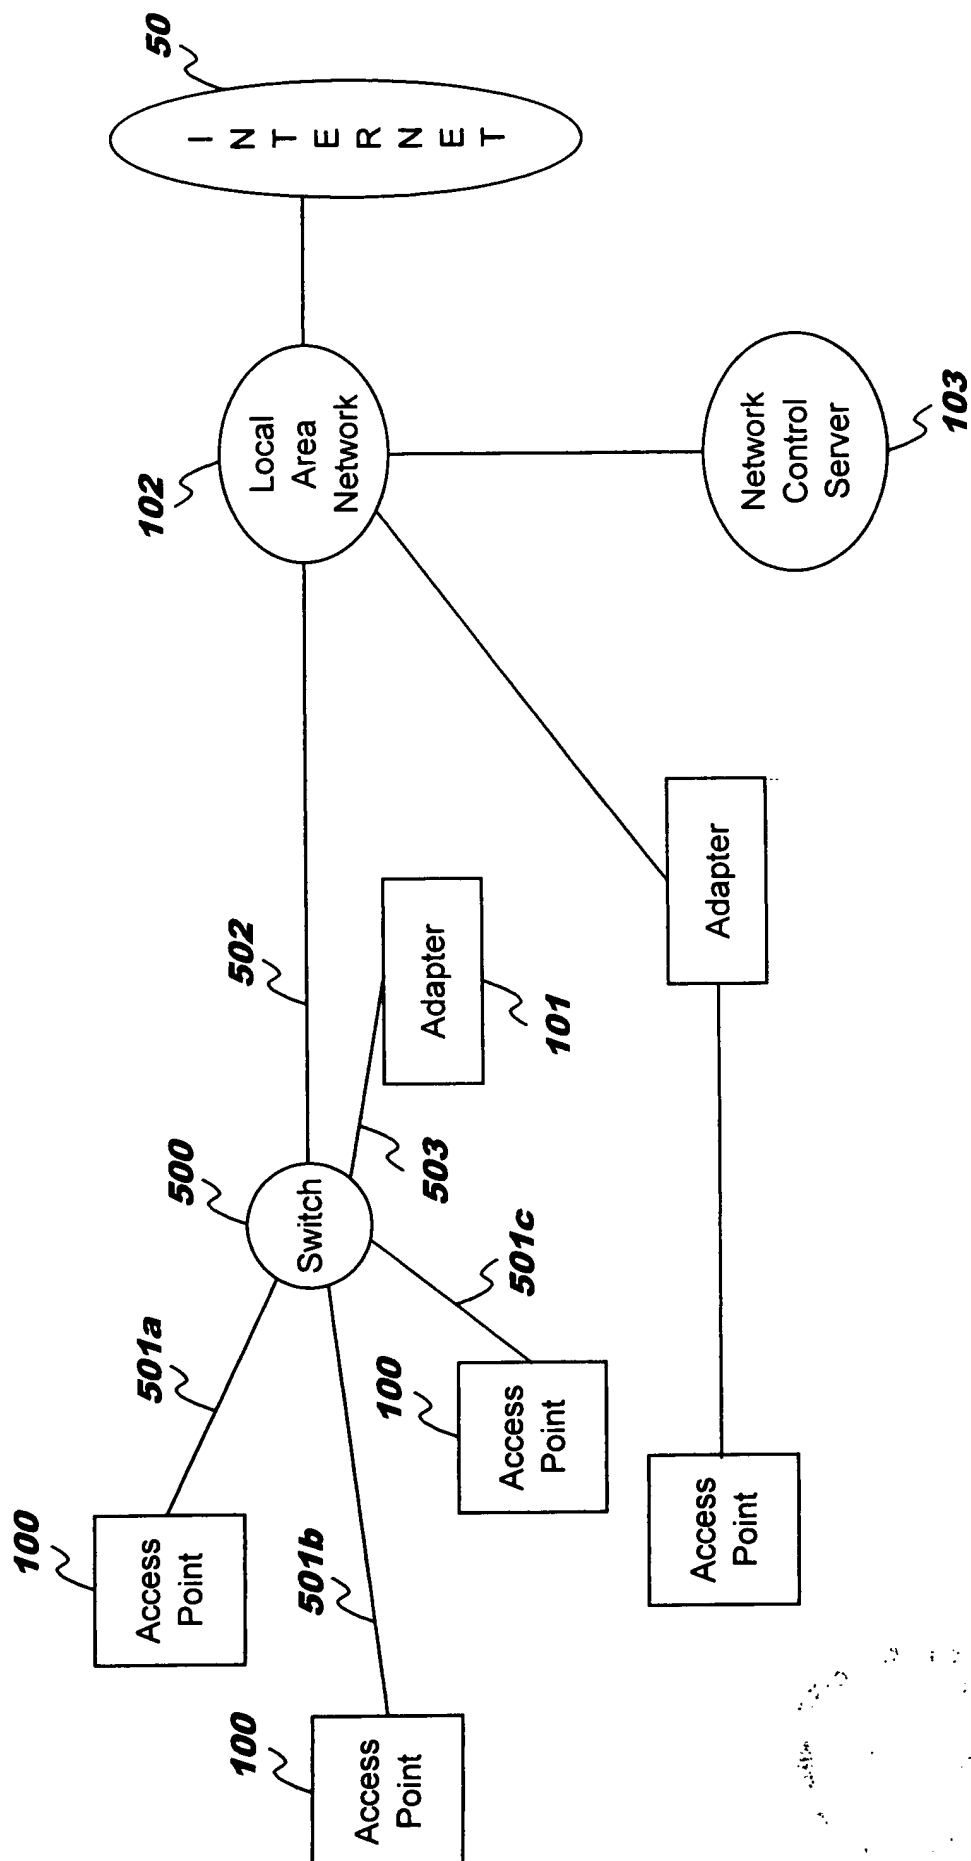 50
INTERNET
102
Local
Area
Network
Network
Control
Server
103
502
Adapter
101
Adapter
500
Switch
503
501a
501b
501c
100
Access
Point
100
Access
Point
100
Access
Point
Access
Point